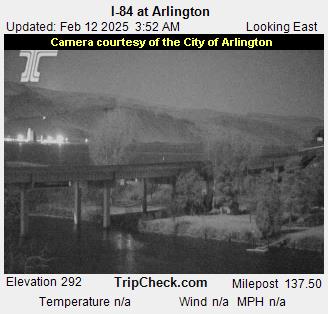 I-84 at Arlington
Updated: Feb 12 2025 3:52 AM Looking East
Camera courtesy of the City of Arlington
Elevation 292 TripCheck.com Milepost 137.50
Temperature n/a Wind n/a MPH n/a